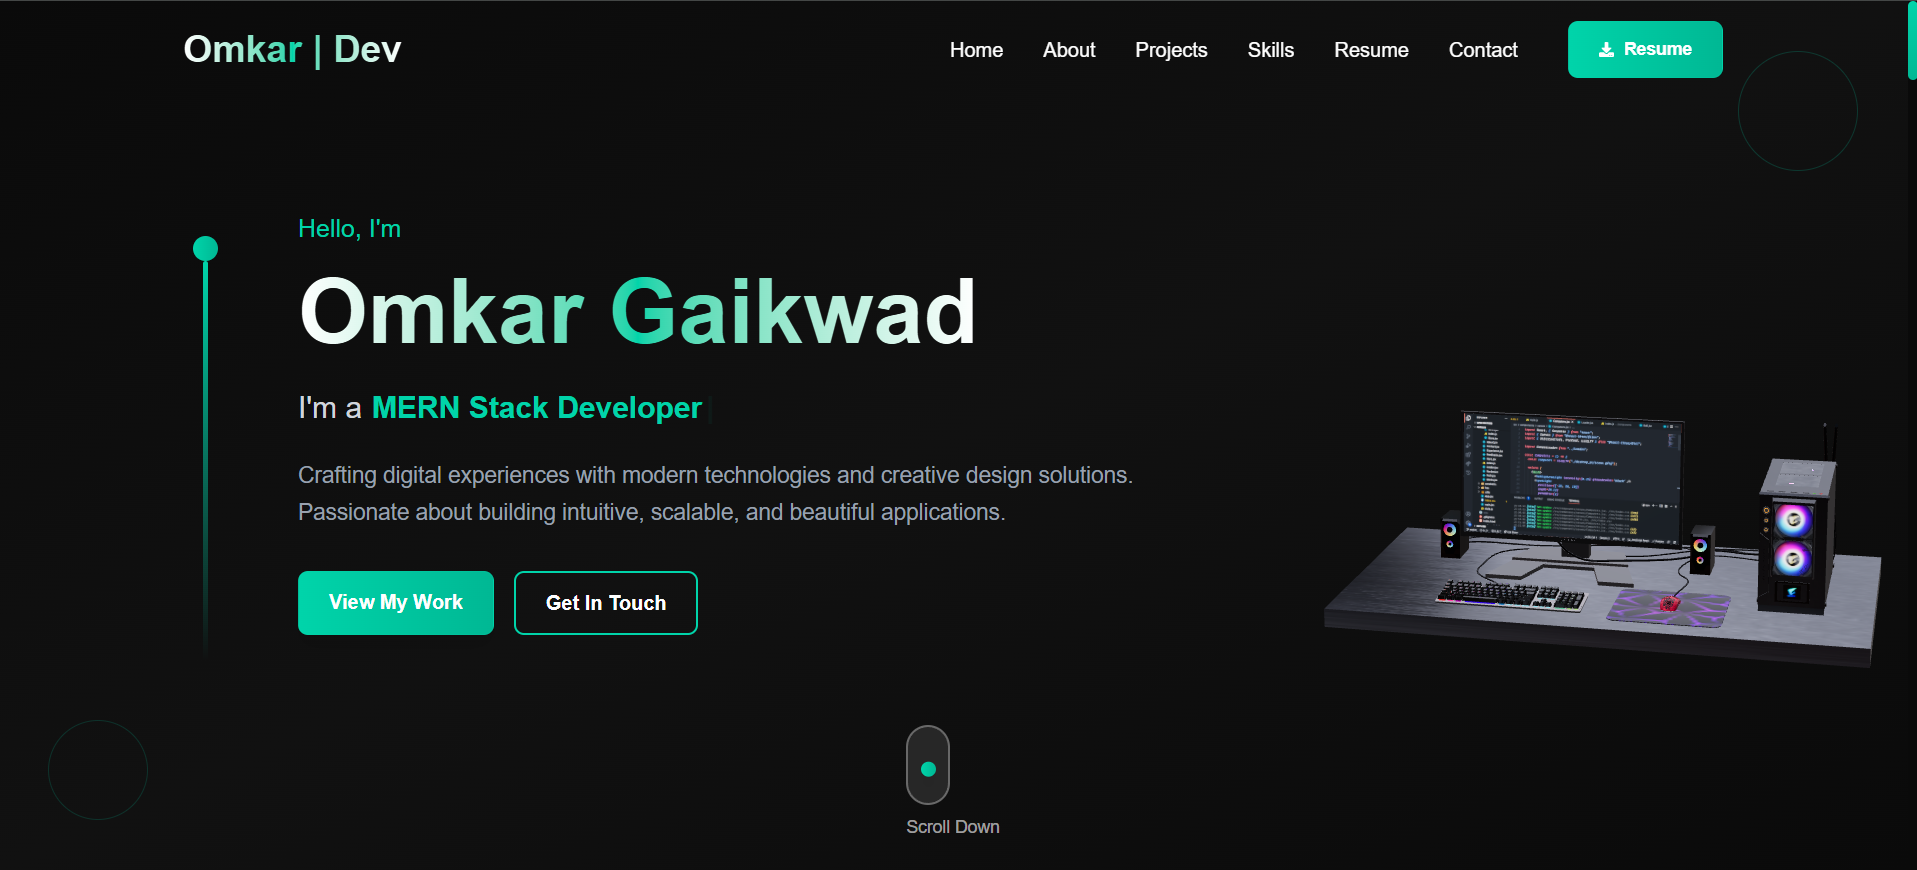 Omkar | Dev
Home About Projects Skills Resume Contact Resume
Hello, I'm
Omkar Gaikwad
I'm a MERN Stack Developer
Crafting digital experiences with modern technologies and creative design solutions.
Passionate about building intuitive, scalable, and beautiful applications.
View My Work Get In Touch
Scroll Down